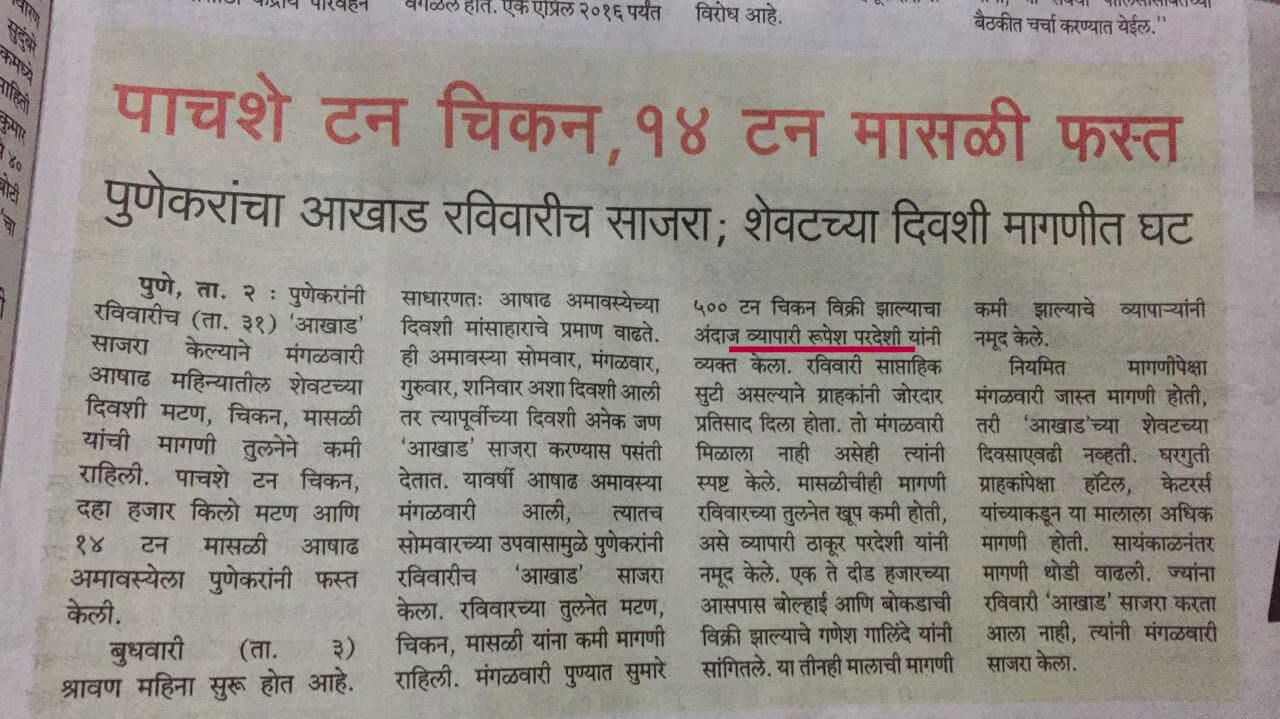 वगळले होते. एक एप्रिल २०१६ पर्यंत
विरोध आहे.
बैठकीत चर्चा करण्यात येईल.”
सुदुंबरे
कमध्ये
माहिती
कुमार
४०
पाचशे टन चिकन, १४ टन मासळी फस्त
पुणेकरांचा आखाड रविवारीच साजरा; शेवटच्या दिवशी मागणीत घट
पुणे, ता. २ : पुणेकरांनी
रविवारीच (ता. ३१) ‘आखाड’
साजरा केल्याने मंगळवारी
आषाढ महिन्यातील शेवटच्या
दिवशी मटण, चिकन, मासळी
यांची मागणी तुलनेने कमी
राहिली. पाचशे टन चिकन,
दहा हजार किलो मटण आणि
१४ टन मासळी आषाढ
अमावस्येला पुणेकरांनी फस्त
केली.
बुधवारी (ता. ३)
श्रावण महिना सुरू होत आहे.
साधारणतः आषाढ अमावस्येच्या
दिवशी मांसाहाराचे प्रमाण वाढते.
ही अमावस्या सोमवार, मंगळवार,
गुरुवार, शनिवार अशा दिवशी आली
तर त्यापूर्वीच्या दिवशी अनेक जण
‘आखाड’ साजरा करण्यास पसंती
देतात. यावर्षी आषाढ अमावस्या
मंगळवारी आली, त्यातच
सोमवारच्या उपवासामुळे पुणेकरांनी
रविवारीच ‘आखाड’ साजरा
केला. रविवारच्या तुलनेत मटण,
चिकन, मासळी यांना कमी मागणी
राहिली. मंगळवारी पुण्यात सुमारे
५०० टन चिकन विक्री झाल्याचा
अंदाज व्यापारी रूपेश परदेशी यांनी
व्यक्त केला. रविवारी साप्ताहिक
सुटी असल्याने ग्राहकांनी जोरदार
प्रतिसाद दिला होता. तो मंगळवारी
मिळाला नाही असेही त्यांनी
स्पष्ट केले. मासळीचीही मागणी
रविवारच्या तुलनेत खूप कमी होती,
असे व्यापारी ठाकूर परदेशी यांनी
नमूद केले. एक ते दीड हजारच्या
आसपास बोल्हाई आणि बोकडाची
विक्री झाल्याचे गणेश गालिंदे यांनी
सांगितले. या तीनही मालाची मागणी
कमी झाल्याचे व्यापाऱ्यांनी
नमूद केले.
नियमित मागणीपेक्षा
मंगळवारी जास्त मागणी होती,
तरी ‘आखाड’च्या शेवटच्या
दिवसाएवढी नव्हती. घरगुती
ग्राहकांपेक्षा हॉटेल, केटरर्स
यांच्याकडून या मालाला अधिक
मागणी होती. सायंकाळनंतर
मागणी थोडी वाढली. ज्यांना
रविवारी ‘आखाड’ साजरा करता
आला नाही, त्यांनी मंगळवारी
साजरा केला.